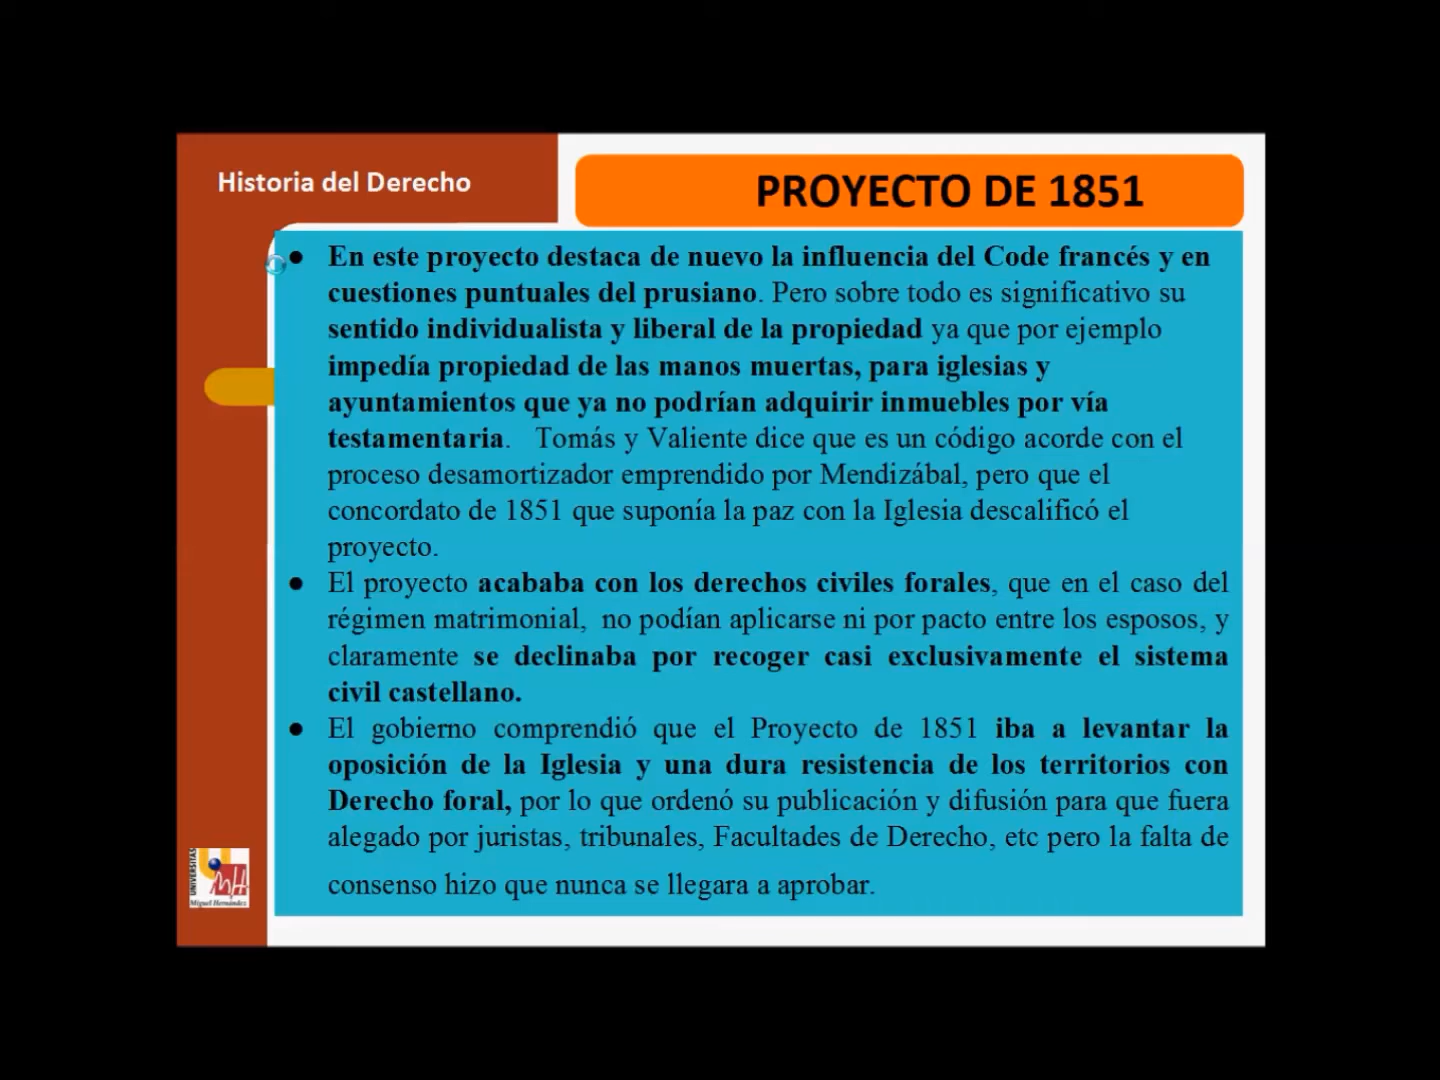 Historia del Derecho
PROYECTO DE 1851
● En este proyecto destaca de nuevo la influencia del Code francés y en
cuestiones puntuales del prusiano. Pero sobre todo es significativo su
sentido individualista y liberal de la propiedad ya que por ejemplo
impedía propiedad de las manos muertas, para iglesias y
ayuntamientos que ya no podrían adquirir inmuebles por vía
testamentaria. Tomás y Valiente dice que es un código acorde con el
proceso desamortizador emprendido por Mendizábal, pero que el
concordato de 1851 que suponía la paz con la Iglesia descalificó el
proyecto.
● El proyecto acababa con los derechos civiles forales, que en el caso del
régimen matrimonial, no podían aplicarse ni por pacto entre los esposos, y
claramente se declinaba por recoger casi exclusivamente el sistema
civil castellano.
● El gobierno comprendió que el Proyecto de 1851 iba a levantar la
oposición de la Iglesia y una dura resistencia de los territorios con
Derecho foral, por lo que ordenó su publicación y difusión para que fuera
alegado por juristas, tribunales, Facultades de Derecho, etc pero la falta de
consenso hizo que nunca se llegara a aprobar.
UNIVERSITAS
Miguel Hernández